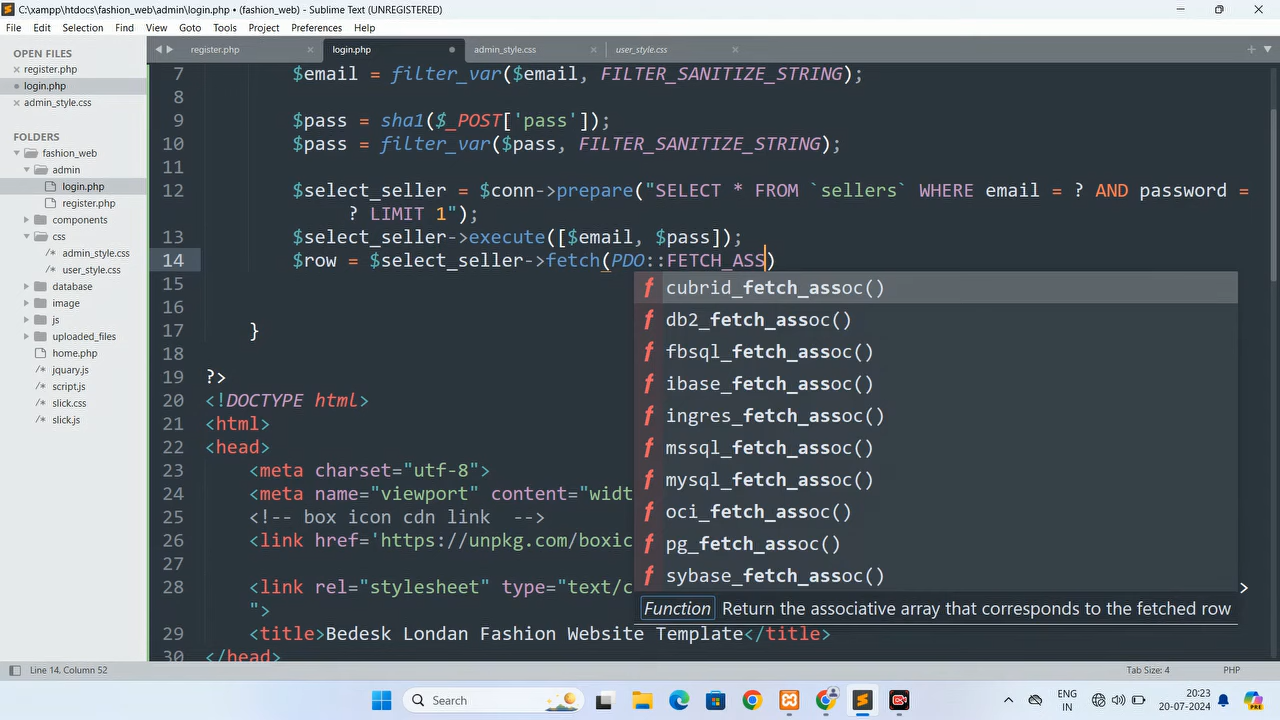 C:\xampp\htdocs\fashion_web\admin\login.php • (fashion_web) - Sublime Text (UNREGISTERED)
File Edit Selection Find View Goto Tools Project Preferences Help
OPEN FILES
register.php
login.php
admin_style.css
FOLDERS
fashion_web
admin
login.php
register.php
components
css
admin_style.css
user_style.css
database
image
js
uploaded_files
home.php
jquary.js
script.js
slick.css
slick.js
register.php login.php admin_style.css user_style.css
7 $email = filter_var($email, FILTER_SANITIZE_STRING);
8
9 $pass = sha1($_POST['pass']);
10 $pass = filter_var($pass, FILTER_SANITIZE_STRING);
11
12 $select_seller = $conn->prepare("SELECT * FROM `sellers` WHERE email = ? AND password =
? LIMIT 1");
13 $select_seller->execute([$email, $pass]);
14 $row = $select_seller->fetch(PDO::FETCH_ASS)
15
16
17 }
18
19 ?>
20 <!DOCTYPE html>
21 <html>
22 <head>
23 <meta charset="utf-8">
24 <meta name="viewport" content="widt
25 <!-- box icon cdn link -->
26 <link href='https://unpkg.com/boxic
27
28 <link rel="stylesheet" type="text/c >
">
29 <title>Bedesk Londan Fashion Website Template</title>
30 </head>
f cubrid_fetch_assoc()
f db2_fetch_assoc()
f fbsql_fetch_assoc()
f ibase_fetch_assoc()
f ingres_fetch_assoc()
f mssql_fetch_assoc()
f mysql_fetch_assoc()
f oci_fetch_assoc()
f pg_fetch_assoc()
f sybase_fetch_assoc()
Function Return the associative array that corresponds to the fetched row
Line 14, Column 52 Tab Size: 4 PHP
Search
ENG
IN
20:23
20-07-2024